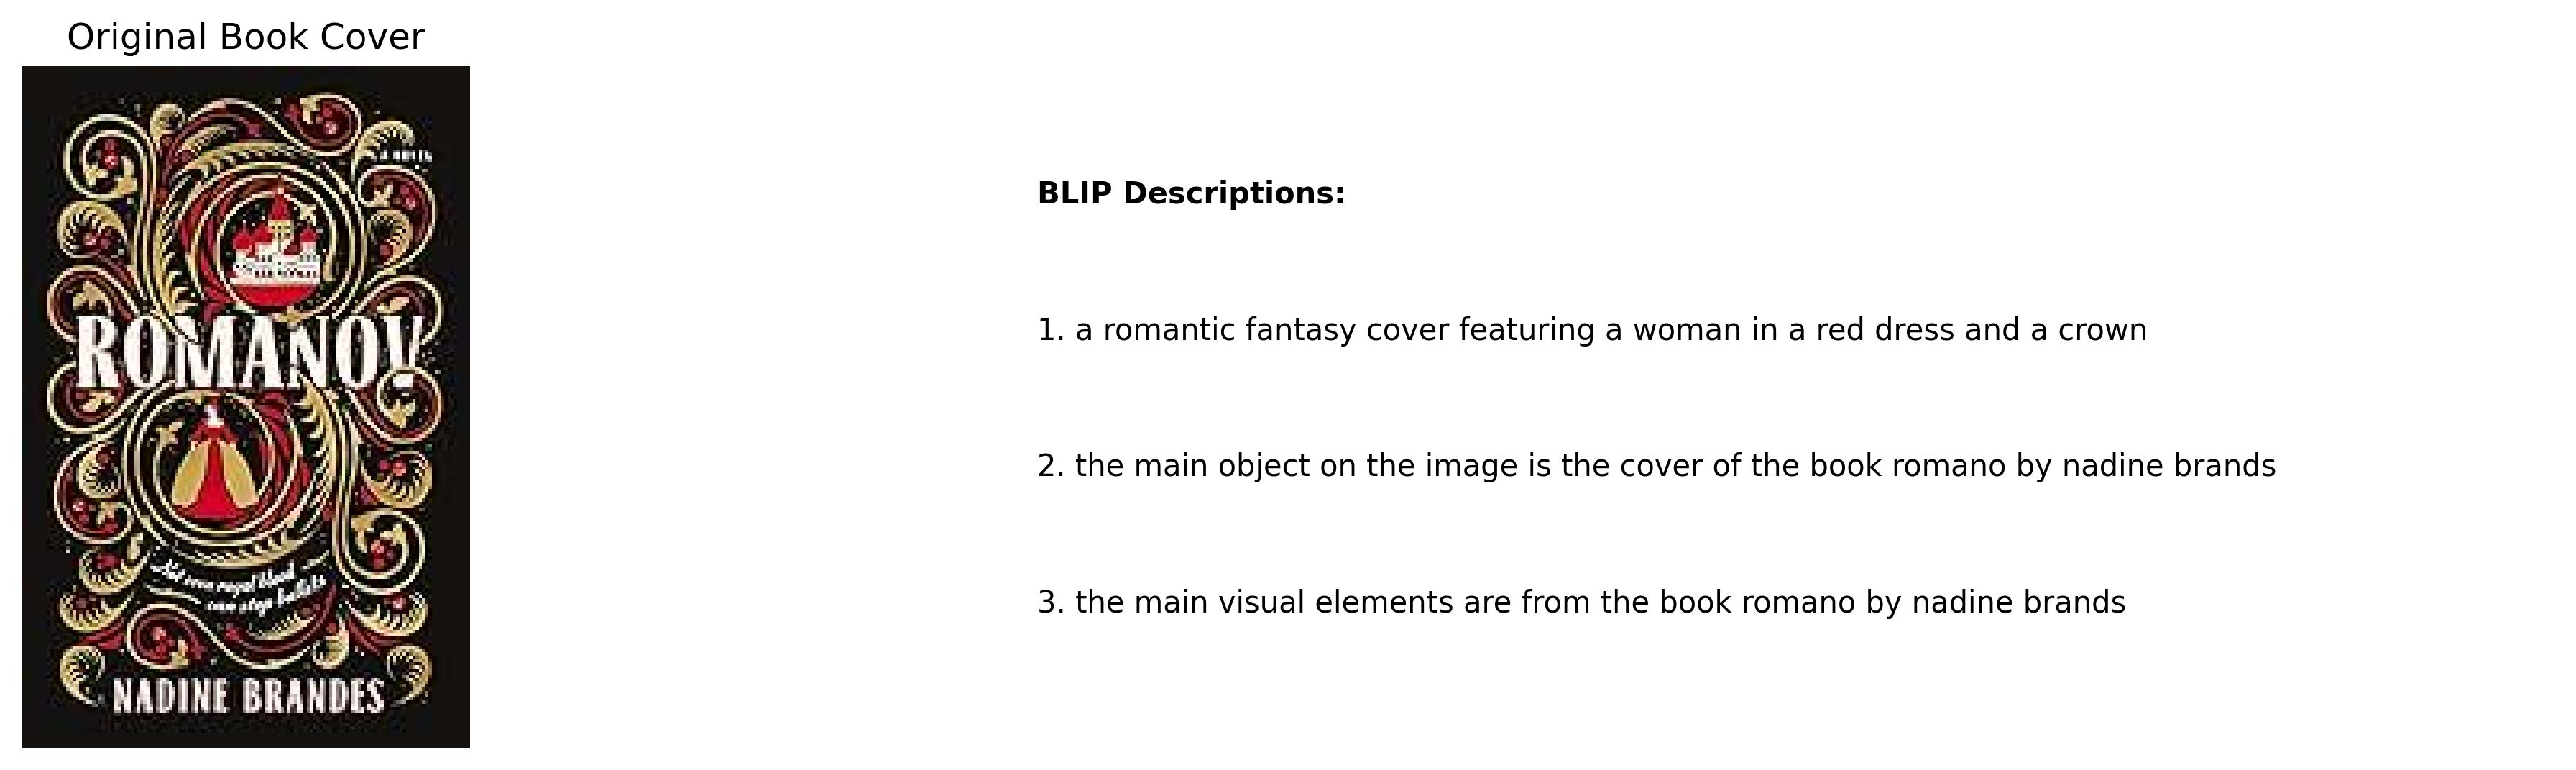 Original Book Cover
A NOVEL
ROMANOV
Not even royal blood
can stop bullets
NADINE BRANDES
BLIP Descriptions:
1. a romantic fantasy cover featuring a woman in a red dress and a crown
2. the main object on the image is the cover of the book romano by nadine brands
3. the main visual elements are from the book romano by nadine brands